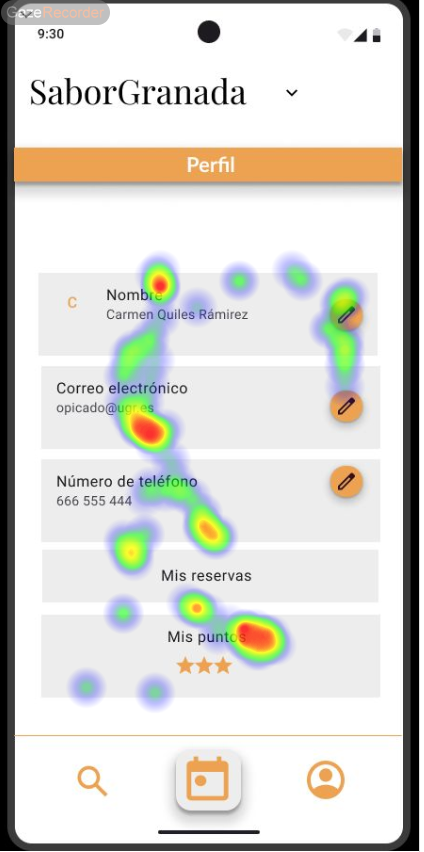 GazeRecorder
9:30
SaborGranada
Perfil
C
Nombre
Carmen Quiles Rámirez
Correo electrónico
opicado@ugr.es
Número de teléfono
666 555 444
Mis reservas
Mis puntos